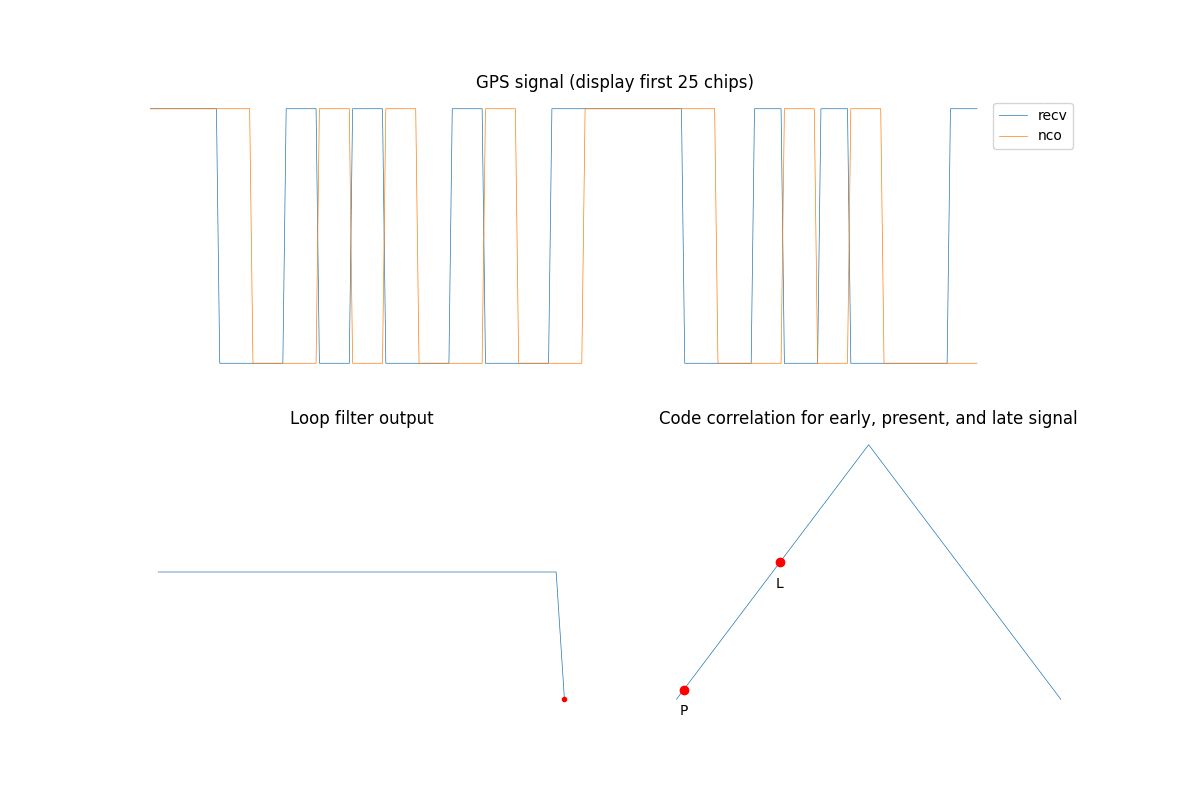 GPS signal (display first 25 chips)
recv
nco
Loop filter output
Code correlation for early, present, and late signal
L
P